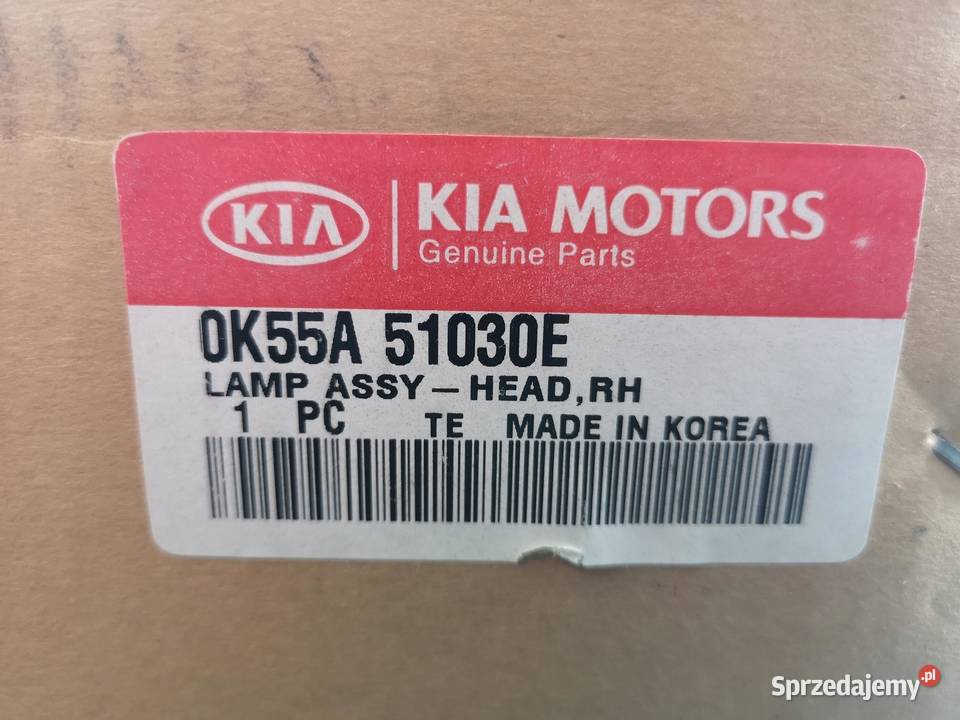 KIA
KIA MOTORS
Genuine Parts
0K55A 51030E
LAMP ASSY - HEAD,RH
1 PC TE MADE IN KOREA
Sprzedajemy.pl